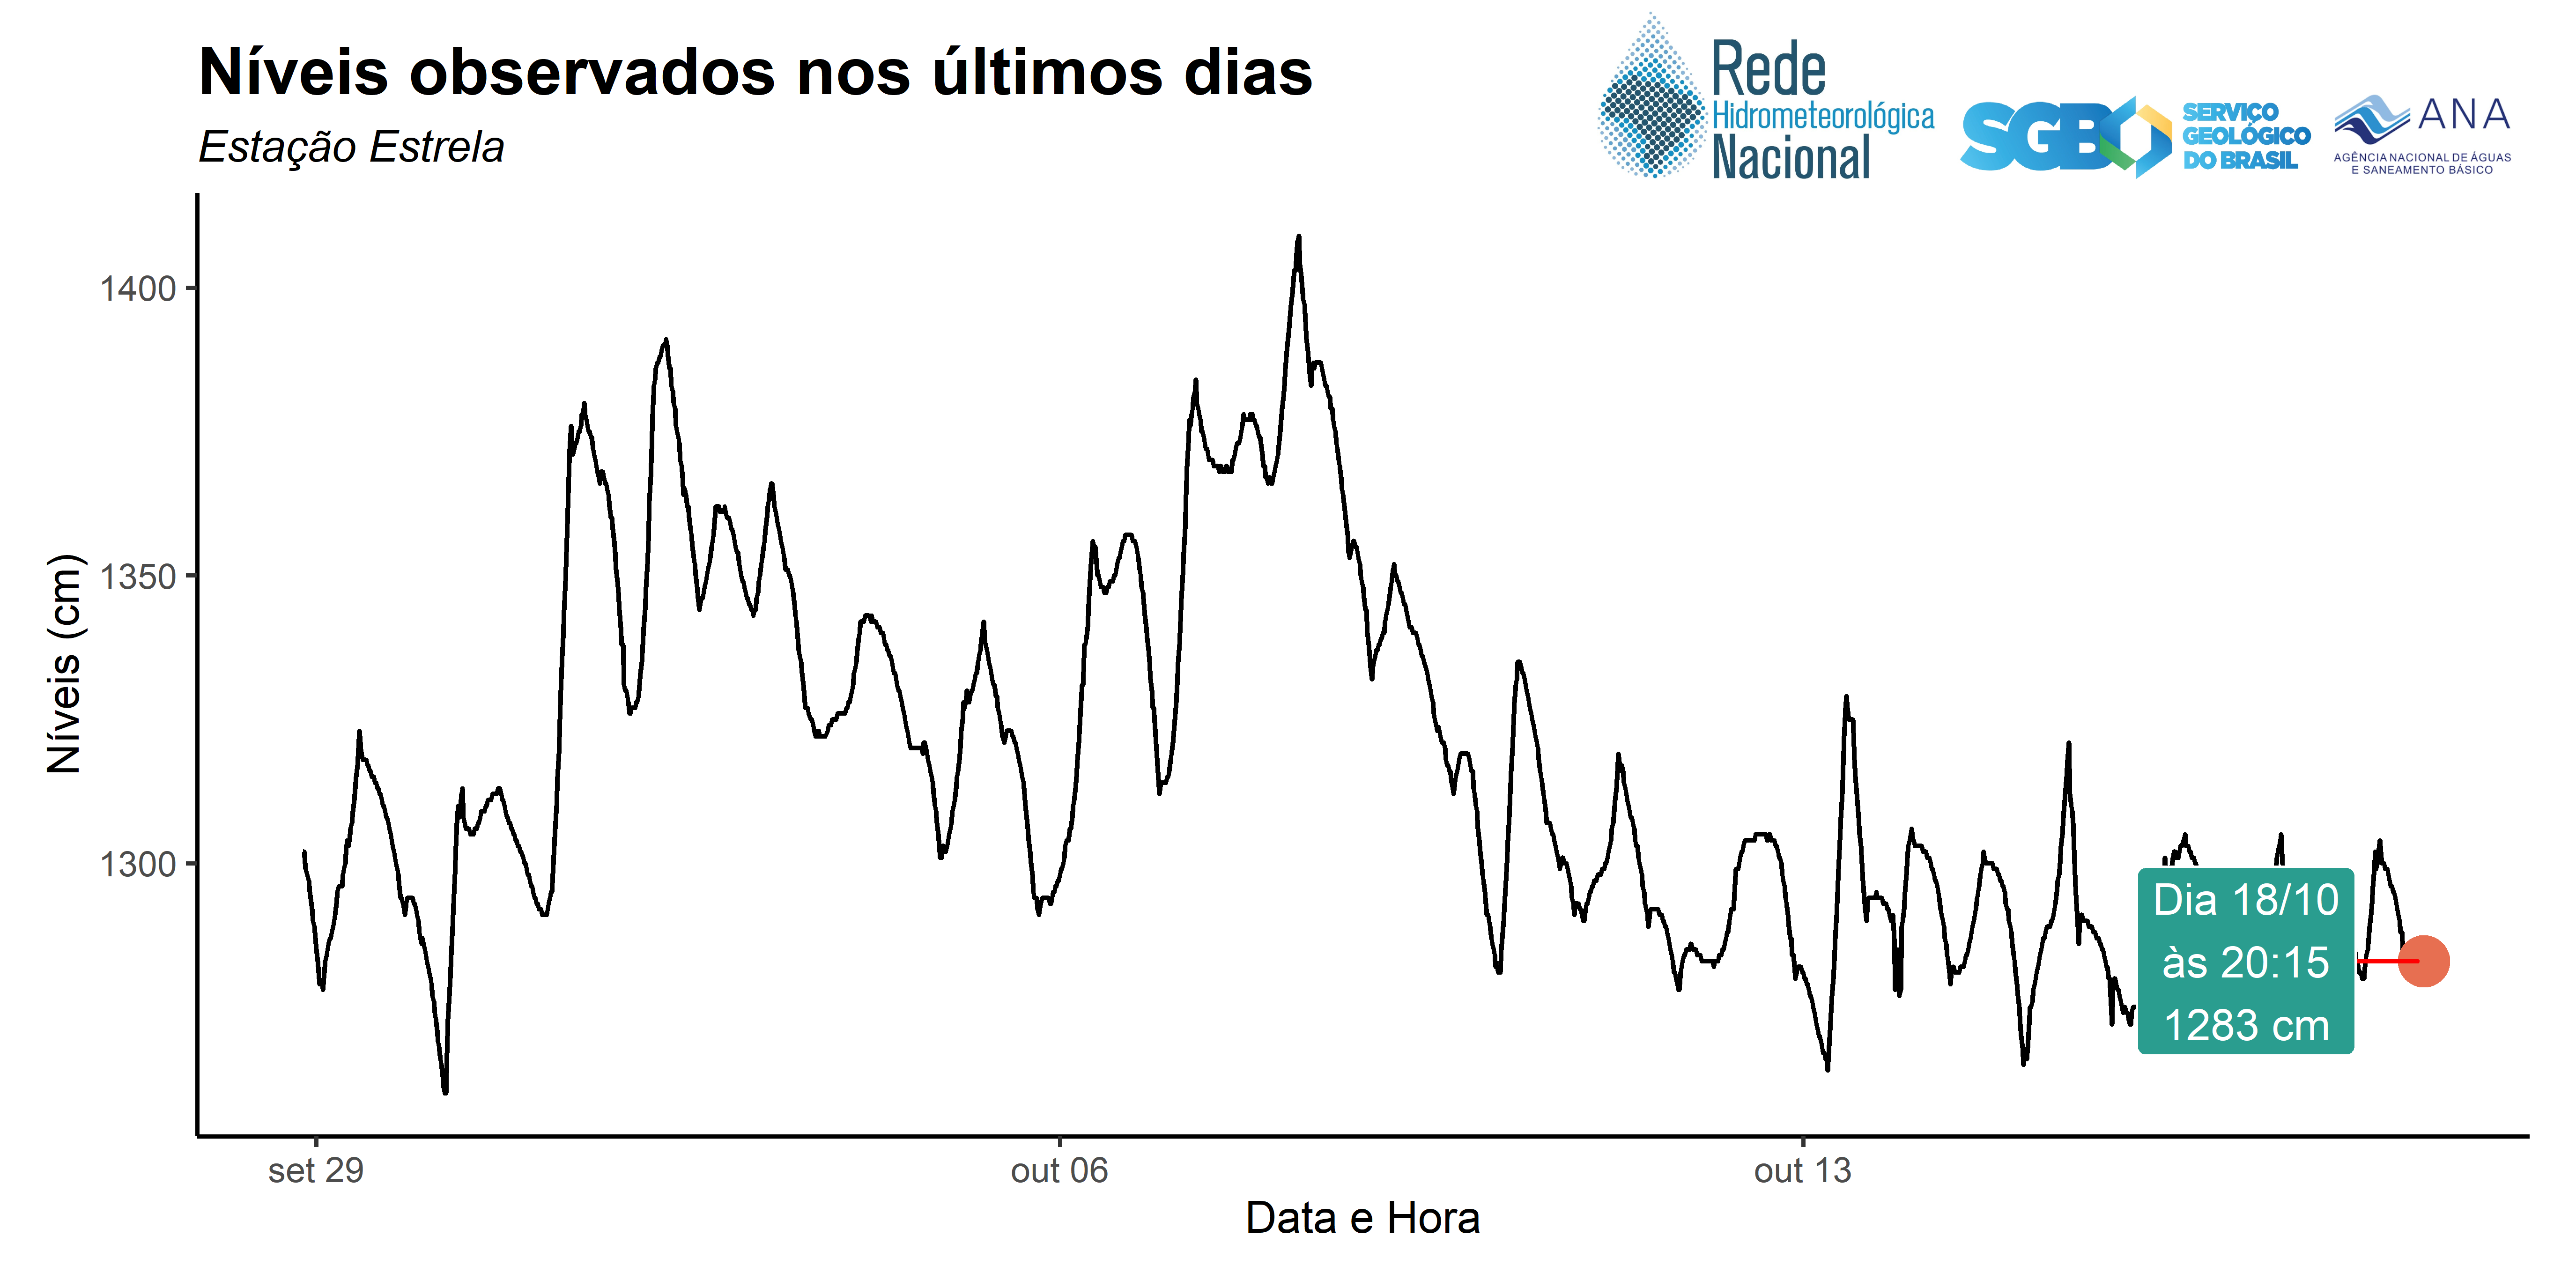 Níveis observados nos últimos dias
Estação Estrela
Rede
Hidrometeorológica
Nacional
SGB
SERVIÇO
GEOLÓGICO
DO BRASIL
ANA
AGÊNCIA NACIONAL DE ÁGUAS
E SANEAMENTO BÁSICO
Níveis (cm)
1400
1350
1300
Dia 18/10
às 20:15
1283 cm
set 29
out 06
out 13
Data e Hora